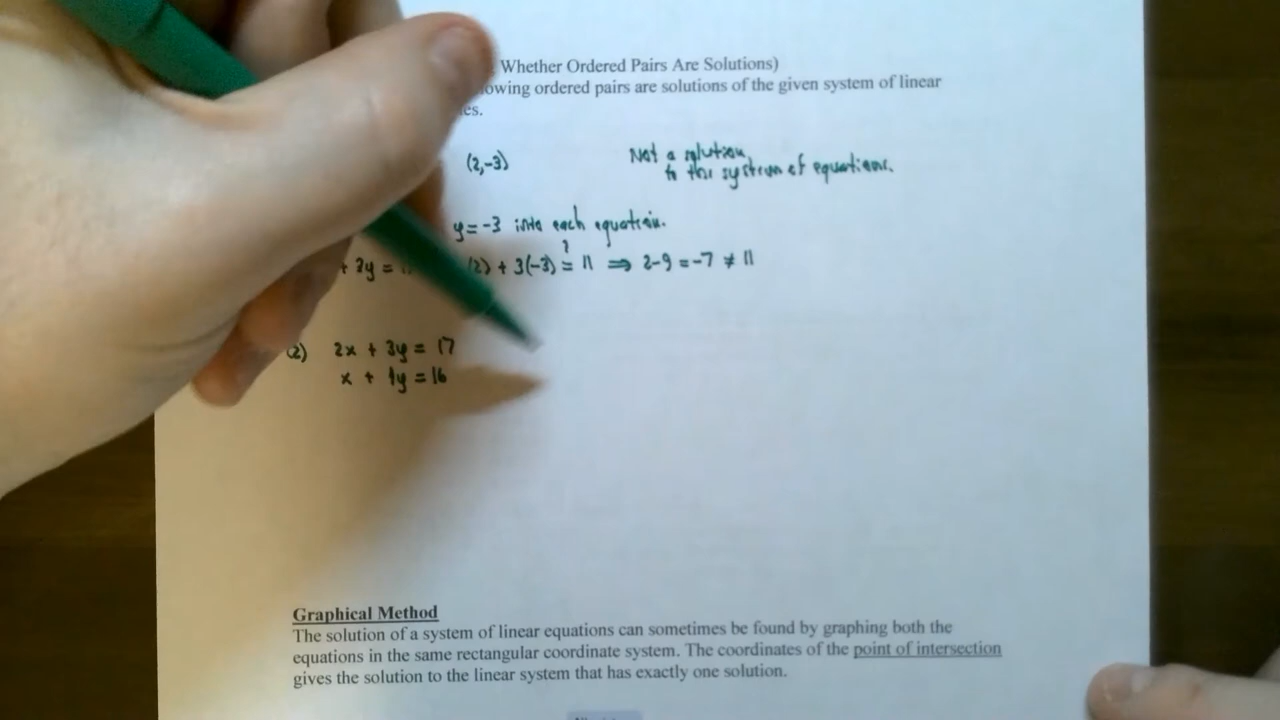 Whether Ordered Pairs Are Solutions)
owing ordered pairs are solutions of the given system of linear
es.
(2,-3) Not a solution
to the system of equations.
y = -3 into each equation.
?
+ 3y = (2) + 3(-3) = 11 ⇒ 2-9 = -7 ≠ 11
(2) 2x + 3y = 17
x + 4y = 16
Graphical Method
The solution of a system of linear equations can sometimes be found by graphing both the
equations in the same rectangular coordinate system. The coordinates of the point of intersection
gives the solution to the linear system that has exactly one solution.